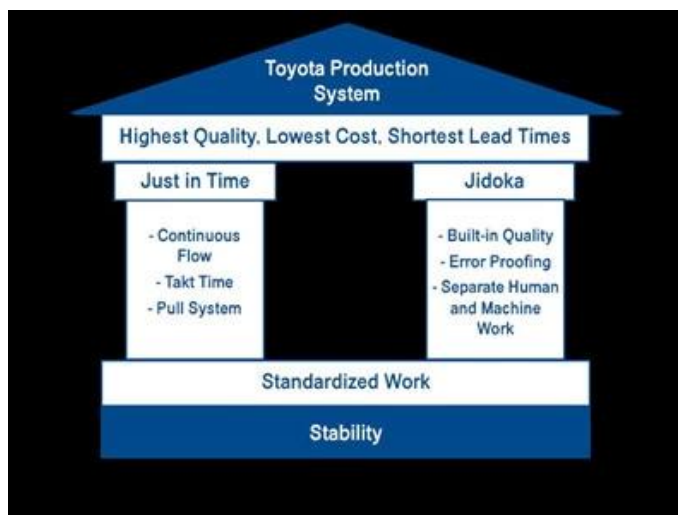 Toyota Production
System
Highest Quality, Lowest Cost, Shortest Lead Times
Just in Time
- Continuous
Flow
- Takt Time
- Pull System
Jidoka
- Built-in Quality
- Error Proofing
- Separate Human
and Machine
Work
Standardized Work
Stability